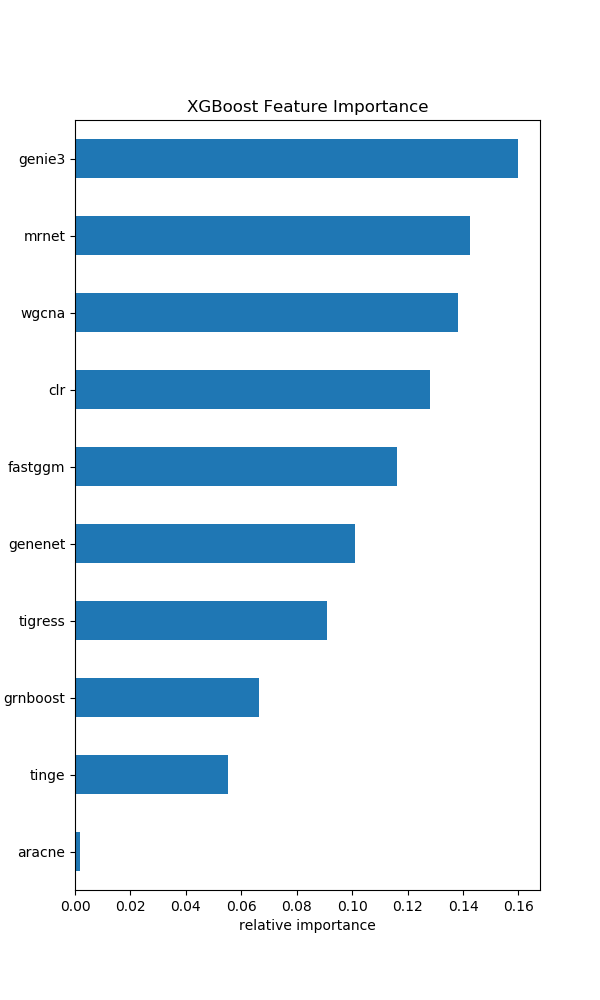 XGBoost Feature Importance
genie3
mrnet
wgcna
clr
fastggm
genenet
tigress
grnboost
tinge
aracne
0.00 0.02 0.04 0.06 0.08 0.10 0.12 0.14 0.16
relative importance